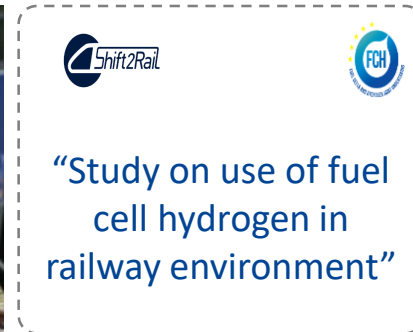 Shift2Rail
FCH
“Study on use of fuel
cell hydrogen in
railway environment”